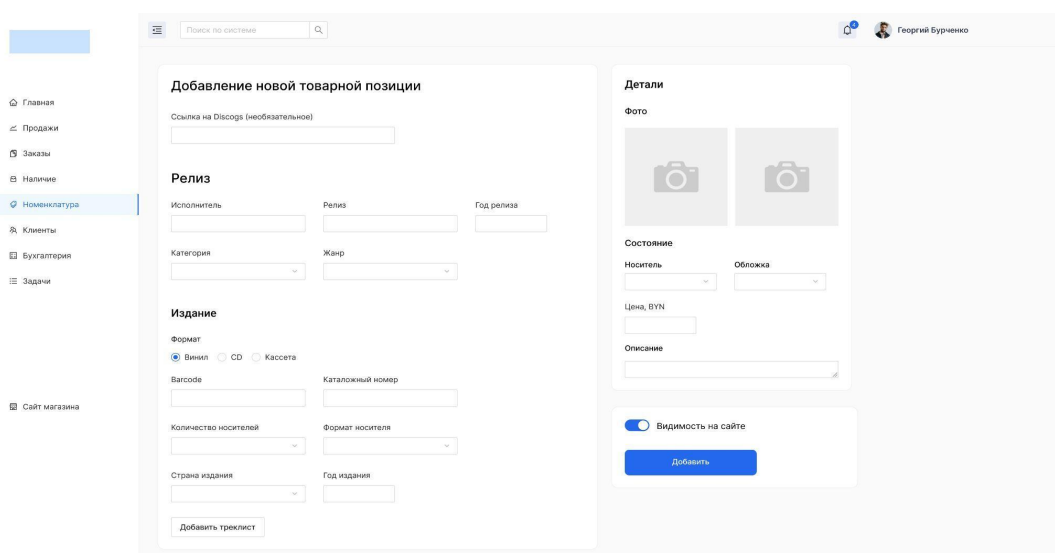 Поиск по системе
4
Георгий Бурченко
Главная
Продажи
Заказы
Наличие
Номенклатура
Клиенты
Бухгалтерия
Задачи
Сайт магазина
Добавление новой товарной позиции
Ссылка на Discogs (необязательное)
Релиз
Исполнитель Релиз Год релиза
Категория Жанр
Издание
Формат
Винил CD Кассета
Barcode Каталожный номер
Количество носителей Формат носителя
Страна издания Год издания
Добавить треклист
Детали
Фото
Состояние
Носитель Обложка
Цена, BYN
Описание
Видимость на сайте
Добавить